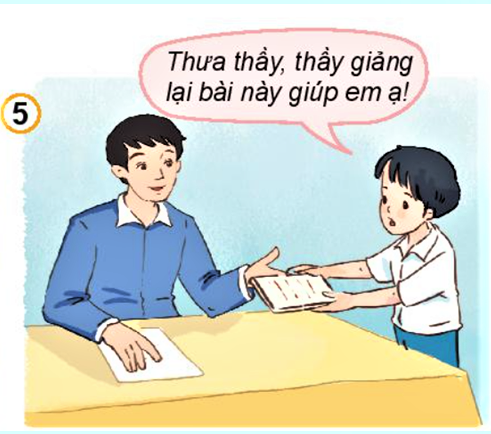 5
Thưa thầy, thầy giảng
lại bài này giúp em ạ!